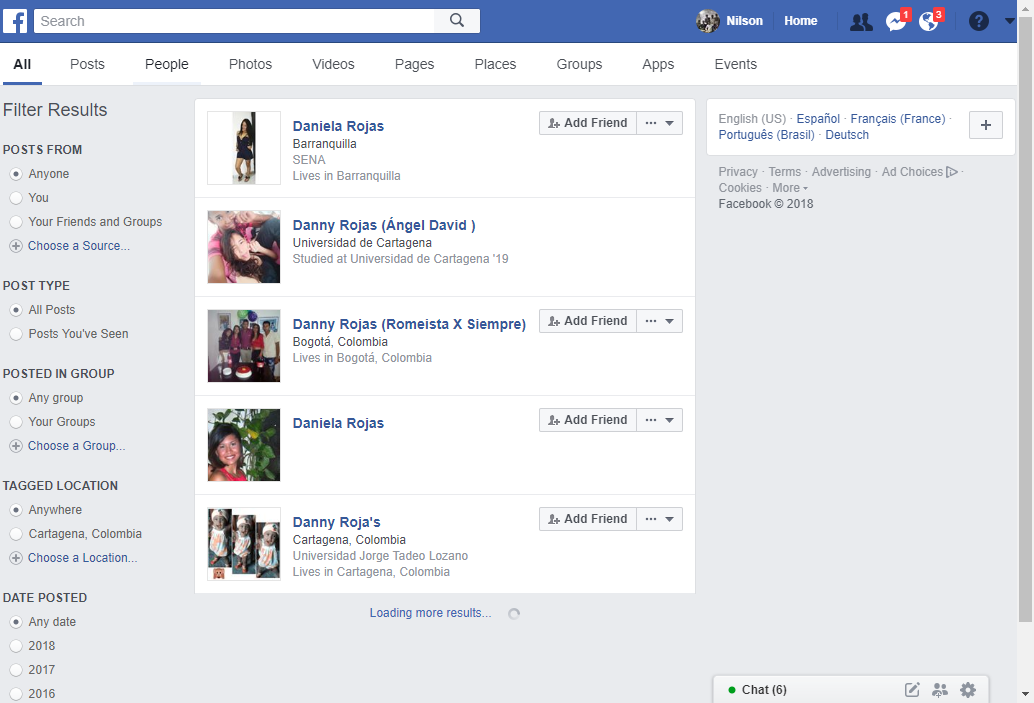 Search
Nilson
Home
1
3
All
Posts
People
Photos
Videos
Pages
Places
Groups
Apps
Events
Filter Results
POSTS FROM
Anyone
You
Your Friends and Groups
Choose a Source...
POST TYPE
All Posts
Posts You've Seen
POSTED IN GROUP
Any group
Your Groups
Choose a Group...
TAGGED LOCATION
Anywhere
Cartagena, Colombia
Choose a Location...
DATE POSTED
Any date
2018
2017
2016
Daniela Rojas
Barranquilla
SENA
Lives in Barranquilla
Add Friend
Danny Rojas (Ángel David )
Universidad de Cartagena
Studied at Universidad de Cartagena '19
Danny Rojas (Romeista X Siempre)
Bogotá, Colombia
Lives in Bogotá, Colombia
Add Friend
Daniela Rojas
Add Friend
Danny Roja's
Cartagena, Colombia
Universidad Jorge Tadeo Lozano
Lives in Cartagena, Colombia
Add Friend
Loading more results...
English (US) · Español · Français (France) ·
Português (Brasil) · Deutsch
Privacy · Terms · Advertising · Ad Choices ·
Cookies · More
Facebook © 2018
Chat (6)